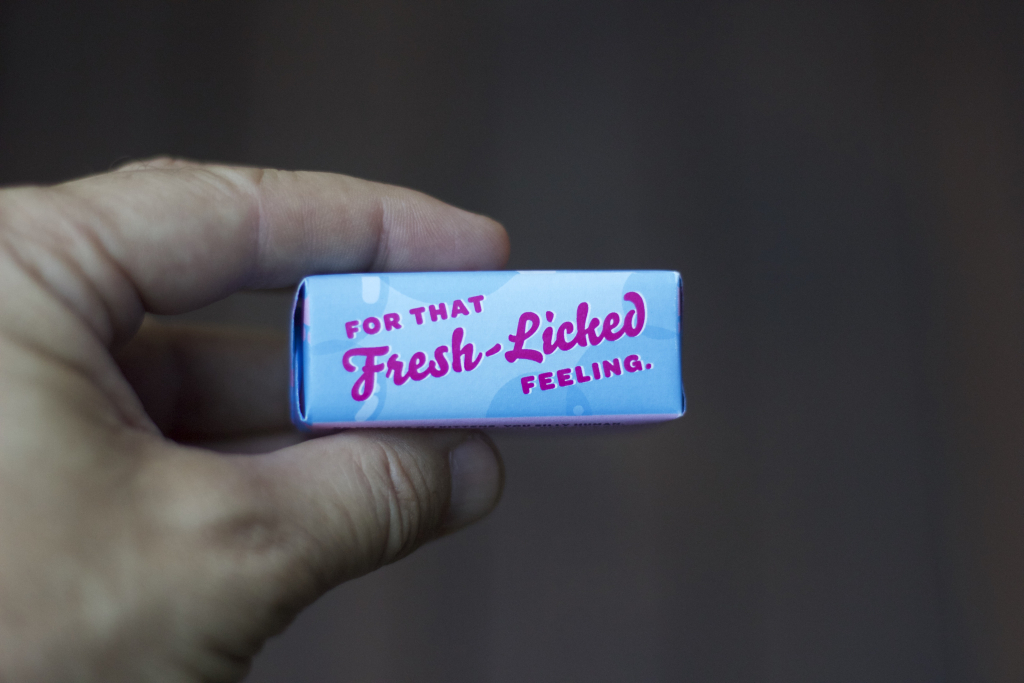 FOR THAT
Fresh-Licked
FEELING.